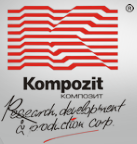 ®
Kompozit
КОМПОЗИТ
Research, development
& production corp.